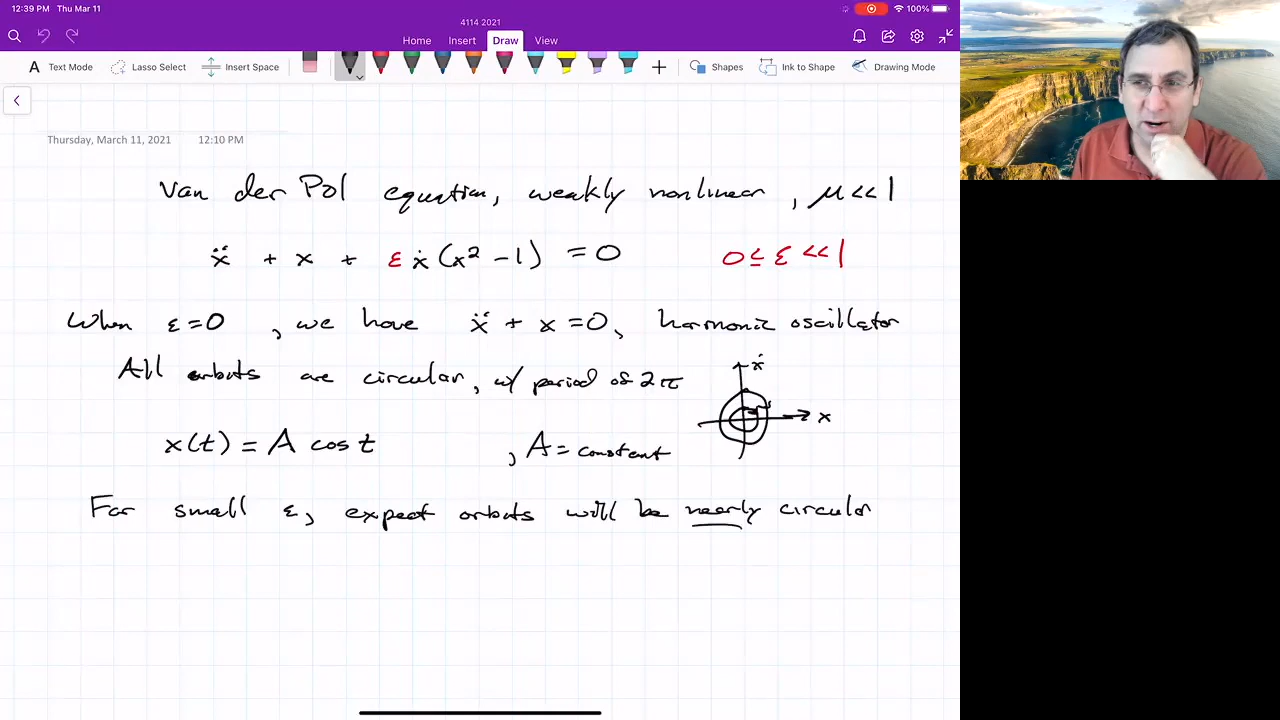 12:39 PM Thu Mar 11
100%
4114 2021
Home Insert Draw View
Text Mode Lasso Select Insert Space Shapes Ink to Shape Drawing Mode
Thursday, March 11, 2021 12:10 PM
Van der Pol equation, weakly nonlinear, μ << 1
ẍ + x + ε ẋ (x² - 1) = 0 0 ≤ ε << 1
When ε = 0, we have ẍ + x = 0, harmonic oscillator
All orbits are circular, w/ period of 2π
ẋ
x
x(t) = A cos t, A = constant
For small ε, expect orbits will be nearly circular